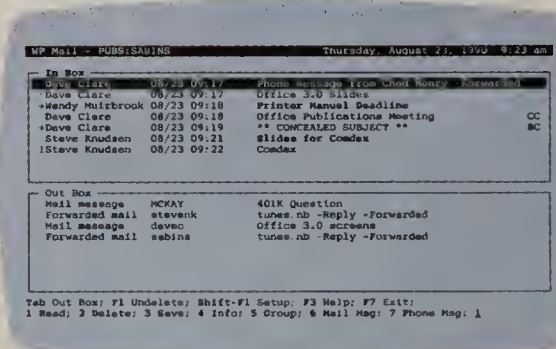 WP Mail - PUBS:SABINS Thursday, August 23, 1990 9:23 am
In Box
Dave Clare 08/23 09:17 Phone message from Chad Henry -Forwarded
Dave Clare 08/23 09:17 Office 3.0 Slides
+Wendy Muirbrook 08/23 09:18 Printer Manual Deadline
Dave Clare 08/23 09:18 Office Publications Meeting CC
+Dave Clare 08/23 09:19 ** CONCEALED SUBJECT ** BC
Steve Knudsen 08/23 09:21 Slides for Comdex
!Steve Knudsen 08/23 09:22 Comdex
Out Box
Mail message MCKAY 401K Question
Forwarded mail stevenk tunes.nb -Reply -Forwarded
Mail message davec Office 3.0 screens
Forwarded mail sabins tunes.nb -Reply -Forwarded
Tab Out Box; F1 Undelete; Shift-F1 Setup; F3 Help; F7 Exit;
1 Read; 2 Delete; 3 Save; 4 Info; 5 Group; 6 Mail Msg; 7 Phone Msg: 1